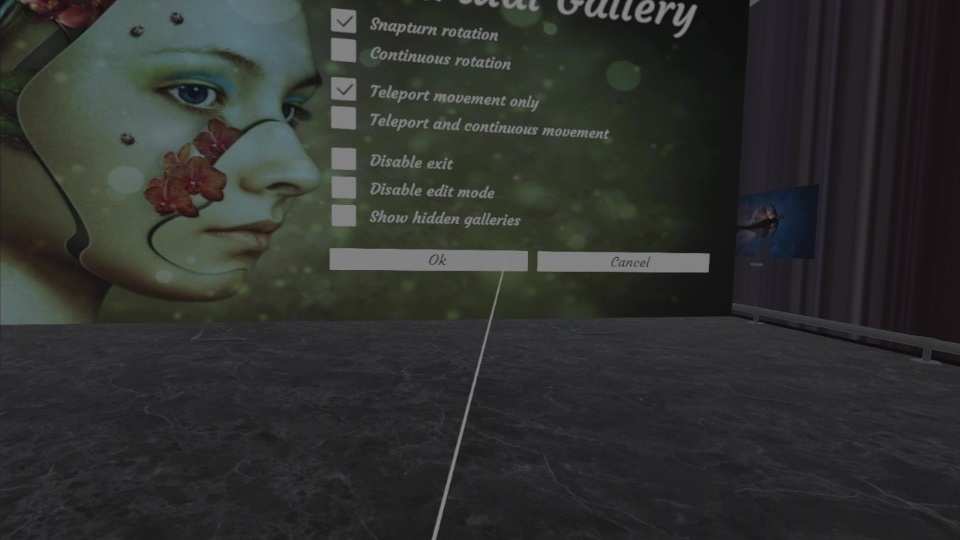 Gallery
Snapturn rotation
Continuous rotation
Teleport movement only
Teleport and continuous movement
Disable exit
Disable edit mode
Show hidden galleries
Ok
Cancel